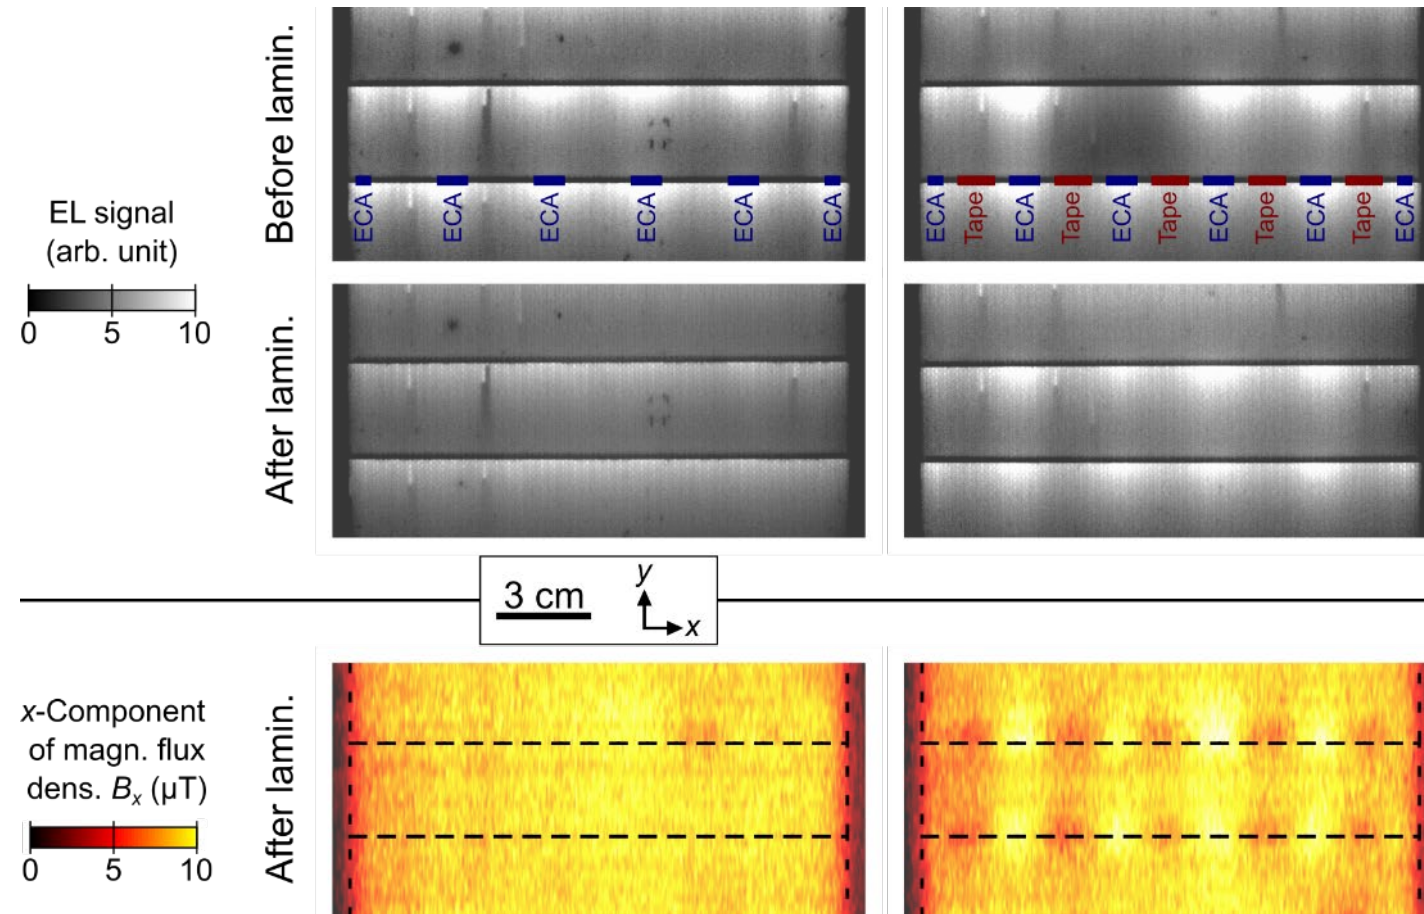 Before lamin.
EL signal
(arb. unit)
0 5 10
ECA ECA ECA ECA ECA ECA
ECA Tape ECA Tape ECA Tape ECA Tape ECA Tape ECA
After lamin.
3 cm
y
x
x-Component
of magn. flux
dens. Bx (µT)
0 5 10
After lamin.